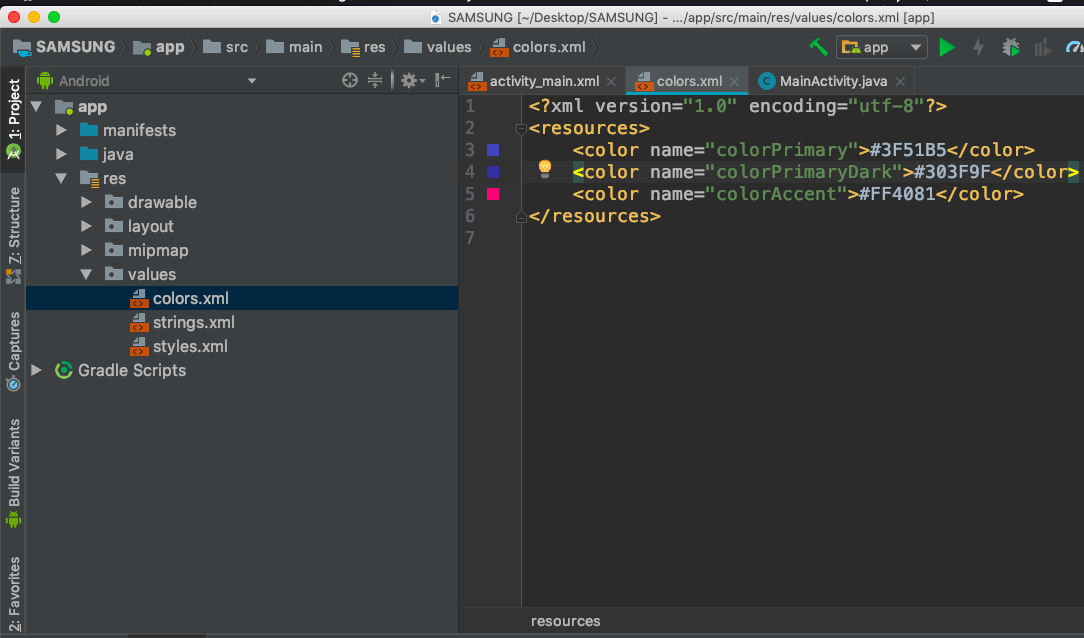 SAMSUNG [~/Desktop/SAMSUNG] - .../app/src/main/res/values/colors.xml [app]
SAMSUNG app src main res values colors.xml app
1: Project
Z: Structure
Captures
Build Variants
2: Favorites
Android
app
manifests
java
res
drawable
layout
mipmap
values
colors.xml
strings.xml
styles.xml
Gradle Scripts
activity_main.xml colors.xml MainActivity.java
1 <?xml version="1.0" encoding="utf-8"?>
2 <resources>
3 <color name="colorPrimary">#3F51B5</color>
4 <color name="colorPrimaryDark">#303F9F</color>
5 <color name="colorAccent">#FF4081</color>
6 </resources>
7
resources